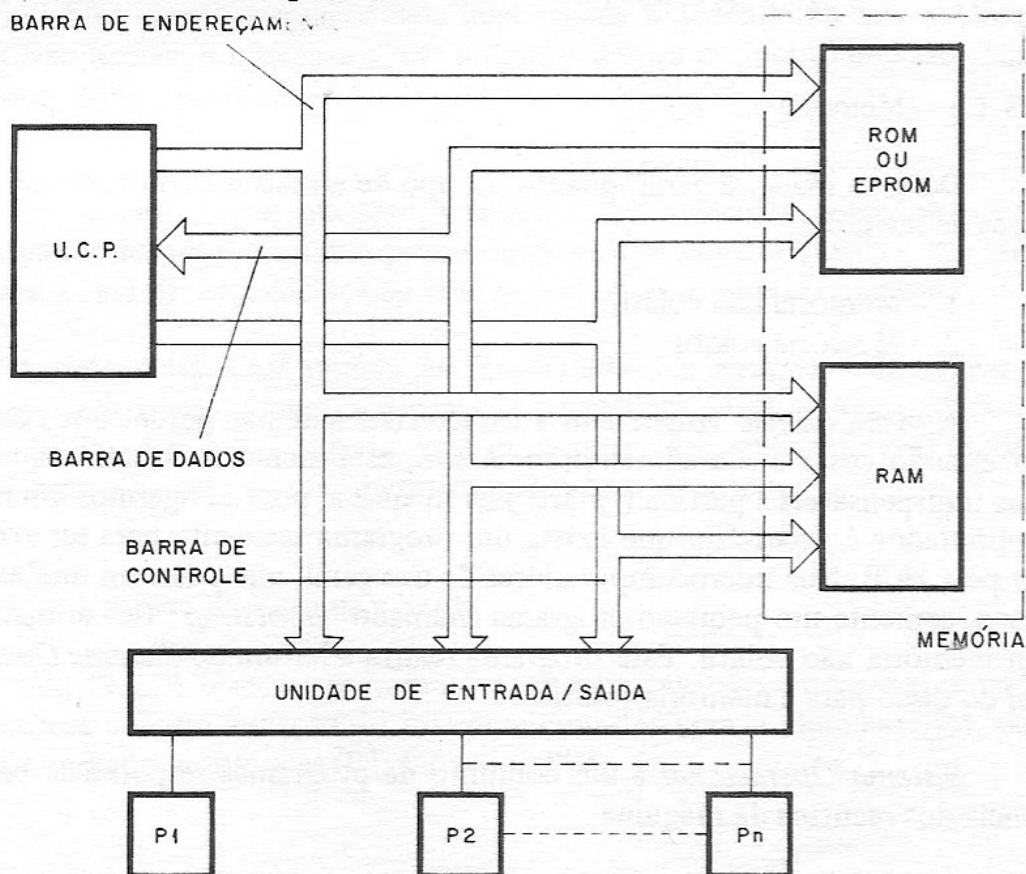 BARRA DE
U.C.P.
ROM
OU
EPROM
BARRA DE DADOS
BARRA DE
CONTROLE
RAM
MEMÓRIA
UNIDADE DE ENTRADA / SAIDA
P1
P2
Pn